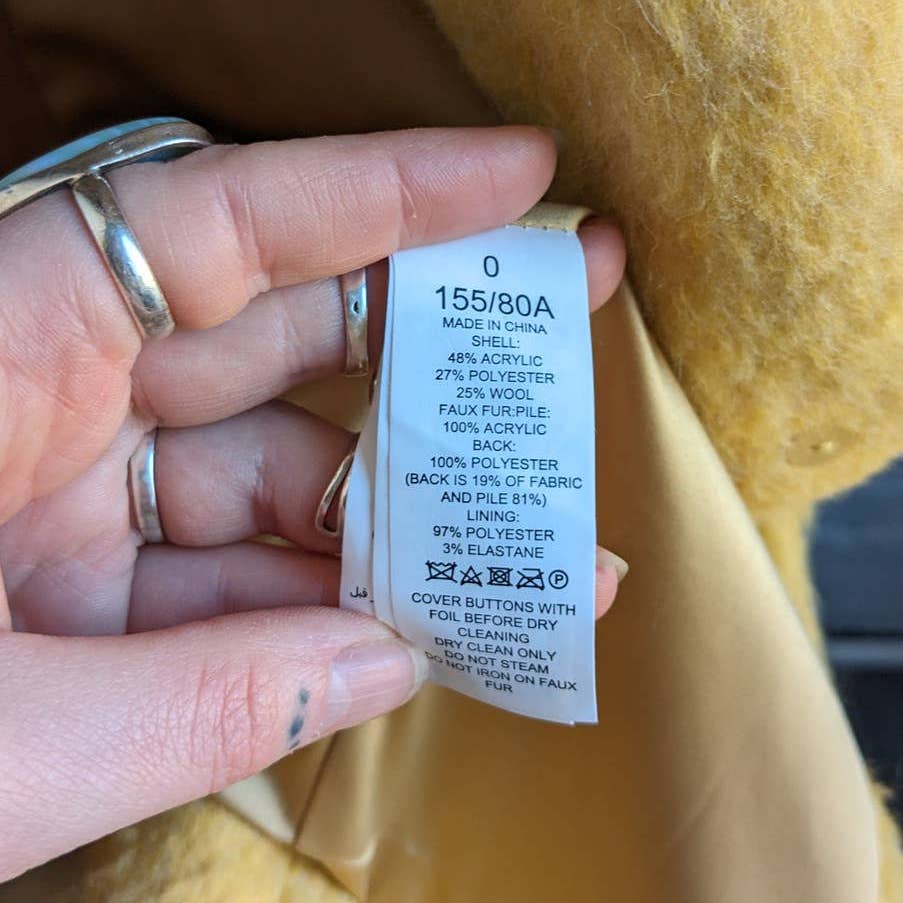 0
155/80A
MADE IN CHINA
SHELL:
48% ACRYLIC
27% POLYESTER
25% WOOL
FAUX FUR:PILE:
100% ACRYLIC
BACK:
100% POLYESTER
(BACK IS 19% OF FABRIC
AND PILE 81%)
LINING:
97% POLYESTER
3% ELASTANE
P
COVER BUTTONS WITH
FOIL BEFORE DRY
CLEANING
DRY CLEAN ONLY
DO NOT STEAM
DO NOT IRON ON FAUX
FUR
قبل